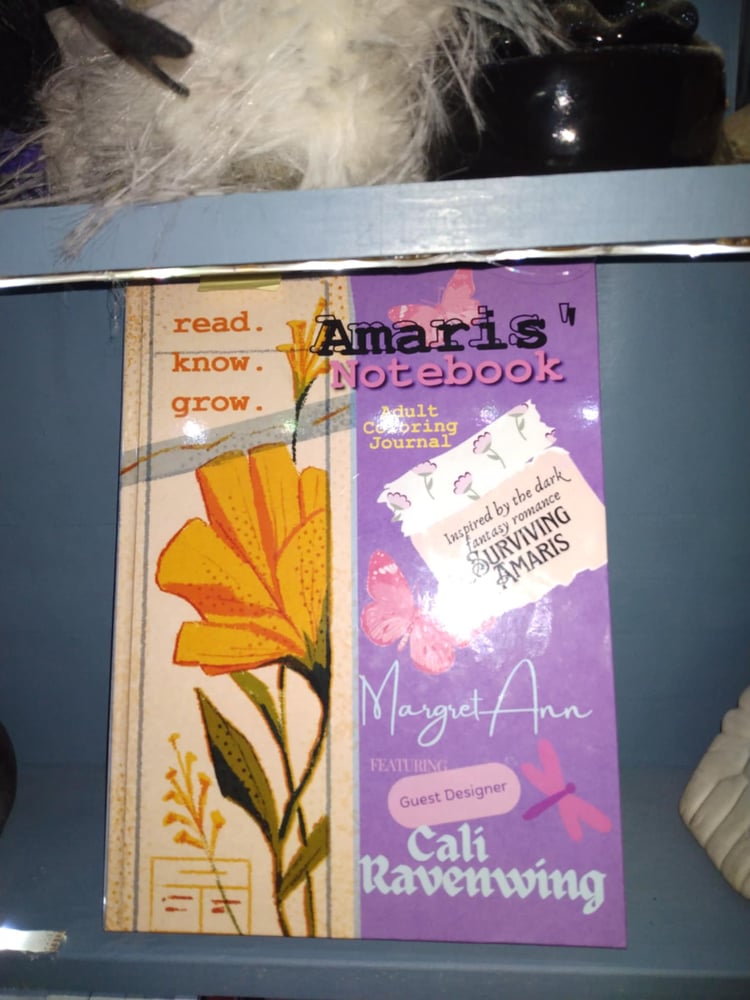 read.
know.
grow.
Amaris'
Notebook
Adult
Coloring
Journal
Inspired by the dark
fantasy romance
SURVIVING
AMARIS
Margret Ann
FEATURING
Guest Designer
Cali
Ravenwing